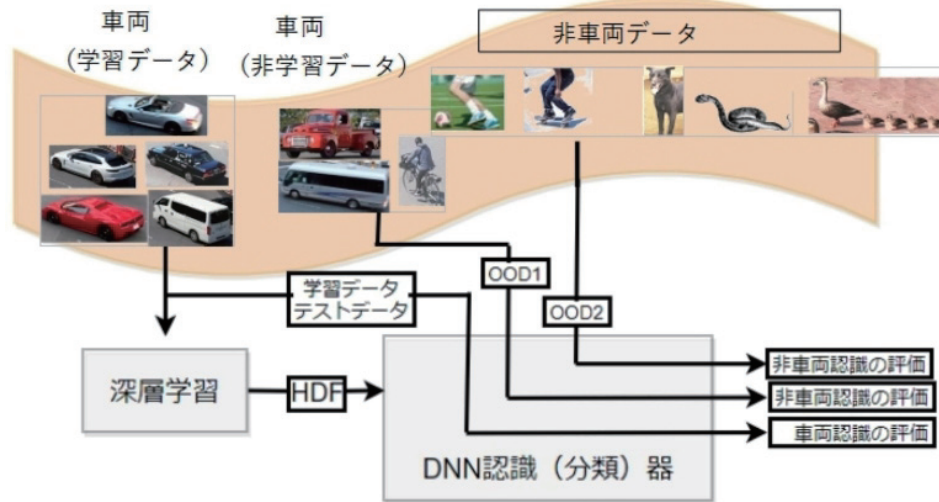 車両
(学習データ)
車両
(非学習データ)
非車両データ
OOD1
学習データ
テストデータ
OOD2
深層学習
HDF
DNN認識（分類）器
非車両認識の評価
非車両認識の評価
車両認識の評価